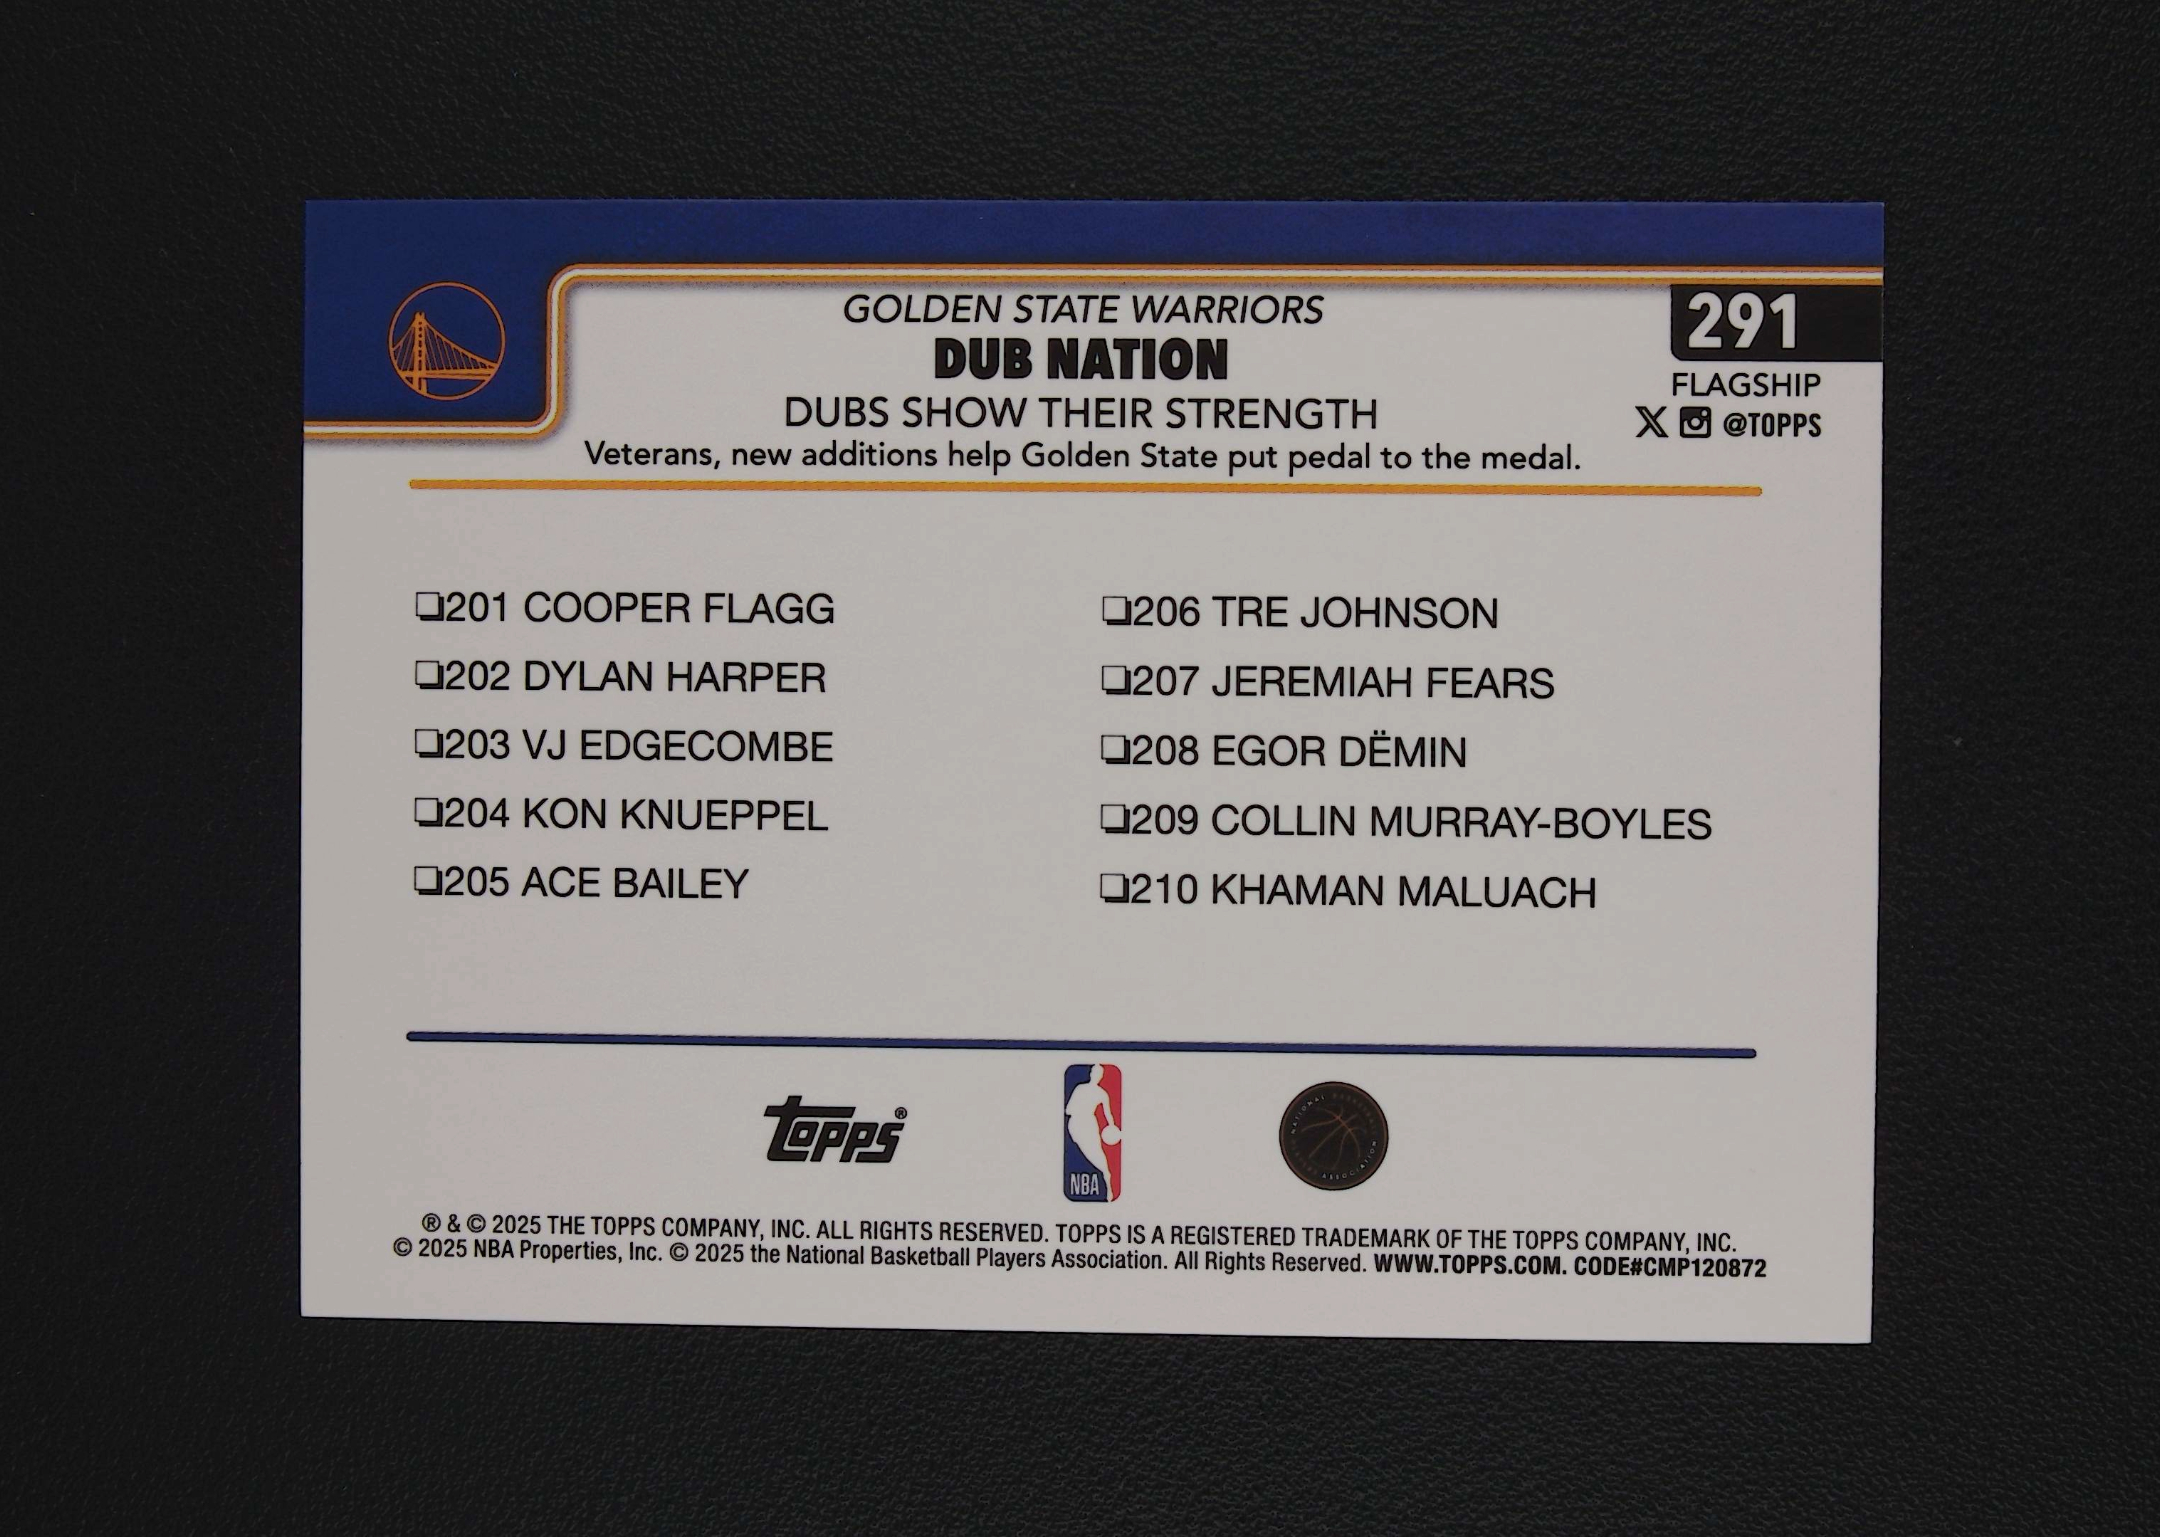 GOLDEN STATE WARRIORS
DUB NATION
DUBS SHOW THEIR STRENGTH
Veterans, new additions help Golden State put pedal to the medal.
291
FLAGSHIP
@TOPPS
❏201 COOPER FLAGG
❏202 DYLAN HARPER
❏203 VJ EDGECOMBE
❏204 KON KNUEPPEL
❏205 ACE BAILEY
❏206 TRE JOHNSON
❏207 JEREMIAH FEARS
❏208 EGOR DËMIN
❏209 COLLIN MURRAY-BOYLES
❏210 KHAMAN MALUACH
Topps®
NBA
NATIONAL BASKETBALL PLAYERS ASSOCIATION
® & © 2025 THE TOPPS COMPANY, INC. ALL RIGHTS RESERVED. TOPPS IS A REGISTERED TRADEMARK OF THE TOPPS COMPANY, INC.
© 2025 NBA Properties, Inc. © 2025 the National Basketball Players Association. All Rights Reserved. WWW.TOPPS.COM. CODE#CMP120872